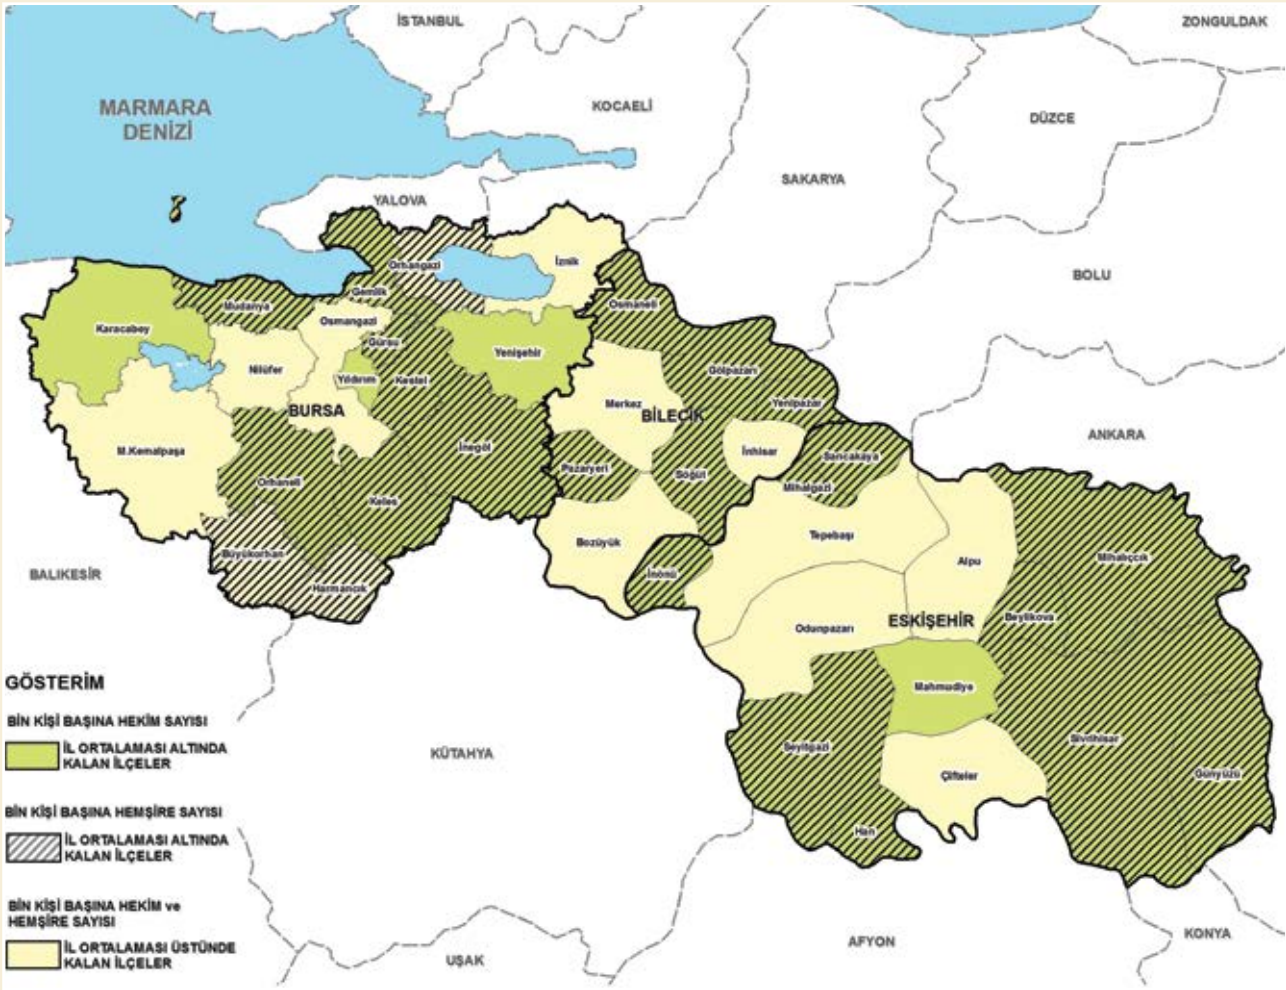 İSTANBUL
ZONGULDAK
MARMARA
DENİZİ
KOCAELİ
DÜZCE
SAKARYA
YALOVA
BOLU
Orhangazi
İznik
Gemlik
Mudanya
Osmaneli
Karacabey
Osmangazi
Gürsu
Yenişehir
Nilüfer
Yıldırım
Kestel
Gölpazarı
Yenipazarı
Merkez
BİLECİK
BURSA
ANKARA
M.Kemalpaşa
İnegöl
İnhisar
Sarıcakaya
Pazaryeri
Söğüt
Mihalgazi
Orhaneli
Keles
Tepebaşı
Bozüyük
Büyükorhan
Alpu
Mihalıççık
BALIKESİR
Harmancık
İnönü
Beylikova
Odunpazarı
ESKİŞEHİR
Mahmudiye
GÖSTERİM
BİN KİŞİ BAŞINA HEKİM SAYISI
İL ORTALAMASI ALTINDA
KALAN İLÇELER
KÜTAHYA
Seyitgazi
Sivrihisar
Günyüzü
Çifteler
BİN KİŞİ BAŞINA HEMŞİRE SAYISI
İL ORTALAMASI ALTINDA
KALAN İLÇELER
Han
BİN KİŞİ BAŞINA HEKİM ve
HEMŞİRE SAYISI
İL ORTALAMASI ÜSTÜNDE
KALAN İLÇELER
UŞAK
AFYON
KONYA